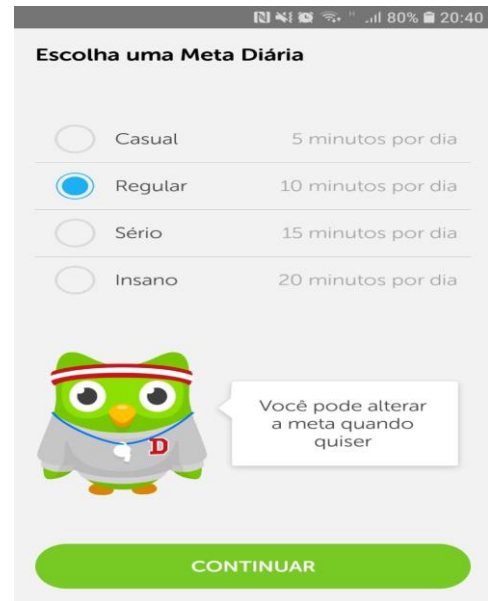 80% 20:40
Escolha uma Meta Diária
Casual 5 minutos por dia
Regular 10 minutos por dia
Sério 15 minutos por dia
Insano 20 minutos por dia
Você pode alterar
a meta quando
quiser
D
CONTINUAR